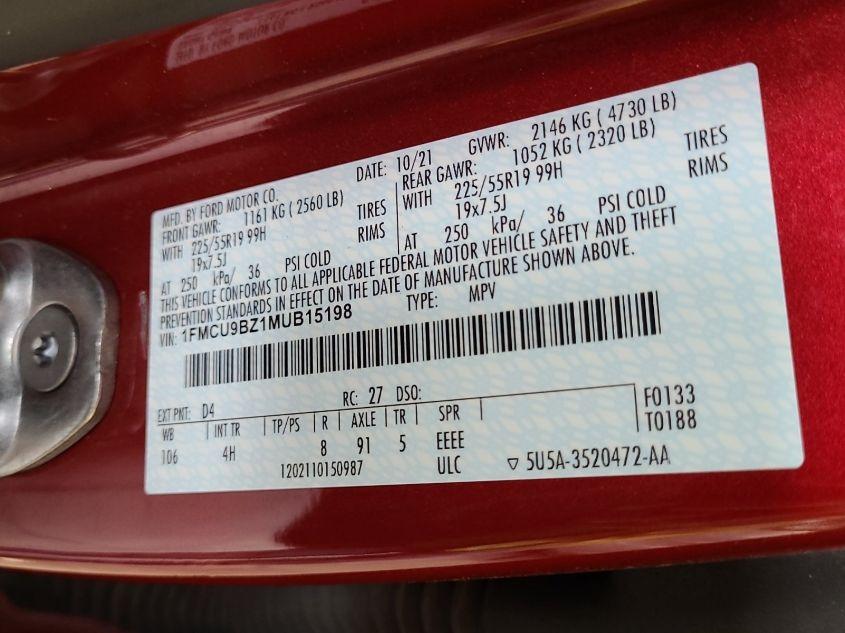 MFD. BY FORD MOTOR CO.
DATE: 10/21
GVWR: 2146 KG ( 4730 LB)
FRONT GAWR: 1161 KG ( 2560 LB)
WITH 225/55R19 99H TIRES
19x7.5J RIMS
AT 250 kPa/ 36 PSI COLD
REAR GAWR: 1052 KG ( 2320 LB)
WITH 225/55R19 99H TIRES
19x7.5J RIMS
AT 250 kPa/ 36 PSI COLD
THIS VEHICLE CONFORMS TO ALL APPLICABLE FEDERAL MOTOR VEHICLE SAFETY AND THEFT
PREVENTION STANDARDS IN EFFECT ON THE DATE OF MANUFACTURE SHOWN ABOVE.
VIN: 1FMCU9BZ1MUB15198
TYPE: MPV
EXT PNT: D4 RC: 27 DSO:
WB INT TR TP/PS R AXLE TR SPR
106 4H 8 91 5 EEEE
1202110150987 ULC
F0133
T0188
▽ 5U5A-3520472-AA